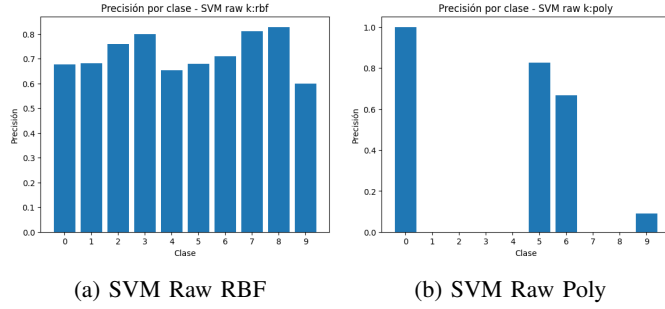 Precisión por clase - SVM raw k:rbf
0.8
0.7
0.6
0.5
0.4
0.3
0.2
0.1
0.0
Precisión
0 1 2 3 4 5 6 7 8 9
Clase
(a) SVM Raw RBF
Precisión por clase - SVM raw k:poly
1.0
0.8
0.6
0.4
0.2
0.0
Precisión
0 1 2 3 4 5 6 7 8 9
Clase
(b) SVM Raw Poly